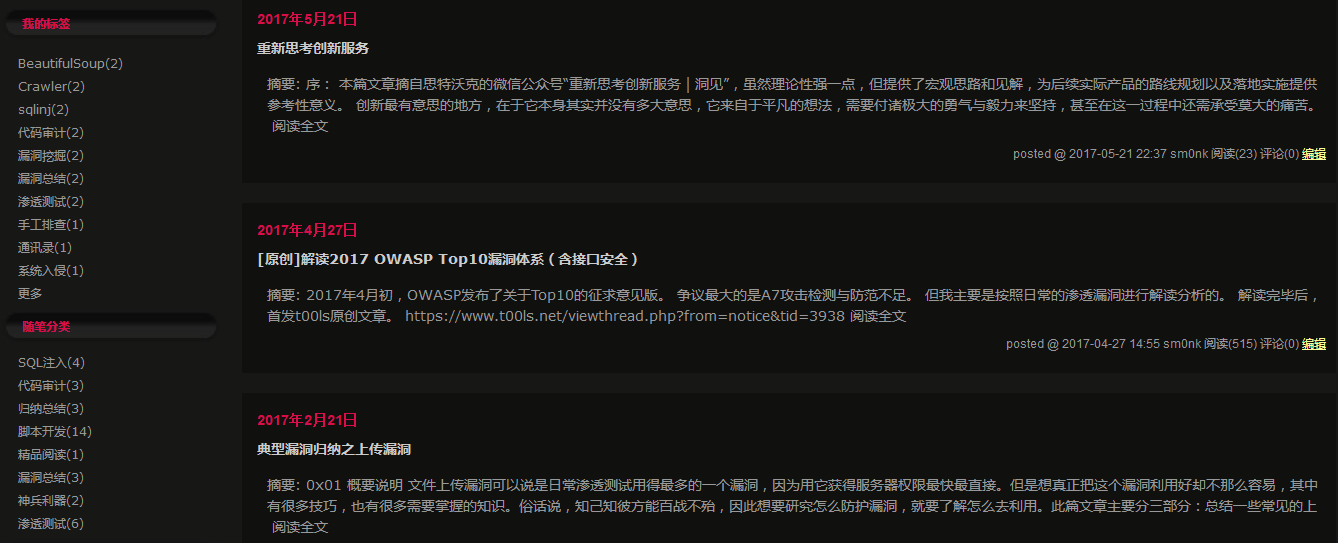 我的标签
BeautifulSoup(2)
Crawler(2)
sqlinj(2)
代码审计(2)
漏洞挖掘(2)
漏洞总结(2)
渗透测试(2)
手工排查(1)
通讯录(1)
系统入侵(1)
更多
随笔分类
SQL注入(4)
代码审计(3)
归纳总结(3)
脚本开发(14)
精品阅读(1)
漏洞总结(3)
神兵利器(2)
渗透测试(6)
2017年5月21日
重新思考创新服务
摘要: 序： 本篇文章摘自思特沃克的微信公众号“重新思考创新服务 | 洞见”，虽然理论性强一点，但提供了宏观思路和见解，为后续实际产品的路线规划以及落地实施提供
参考性意义。 创新最有意思的地方，在于它本身其实并没有多大意思，它来自于平凡的想法，需要付诸极大的勇气与毅力来坚持，甚至在这一过程中还需承受莫大的痛苦。
阅读全文
posted @ 2017-05-21 22:37 sm0nk 阅读(23) 评论(0) 编辑
2017年4月27日
[原创]解读2017 OWASP Top10漏洞体系（含接口安全）
摘要: 2017年4月初，OWASP发布了关于Top10的征求意见版。 争议最大的是A7攻击检测与防范不足。 但我主要是按照日常的渗透漏洞进行解读分析的。 解读完毕后，
首发t00ls原创文章。 https://www.t00ls.net/viewthread.php?from=notice&tid=3938 阅读全文
posted @ 2017-04-27 14:55 sm0nk 阅读(515) 评论(0) 编辑
2017年2月21日
典型漏洞归纳之上传漏洞
摘要: 0x01 概要说明 文件上传漏洞可以说是日常渗透测试用得最多的一个漏洞，因为用它获得服务器权限最快最直接。但是想真正把这个漏洞利用好却不那么容易，其中
有很多技巧，也有很多需要掌握的知识。俗话说，知己知彼方能百战不殆，因此想要研究怎么防护漏洞，就要了解怎么去利用。此篇文章主要分三部分：总结一些常见的上
阅读全文